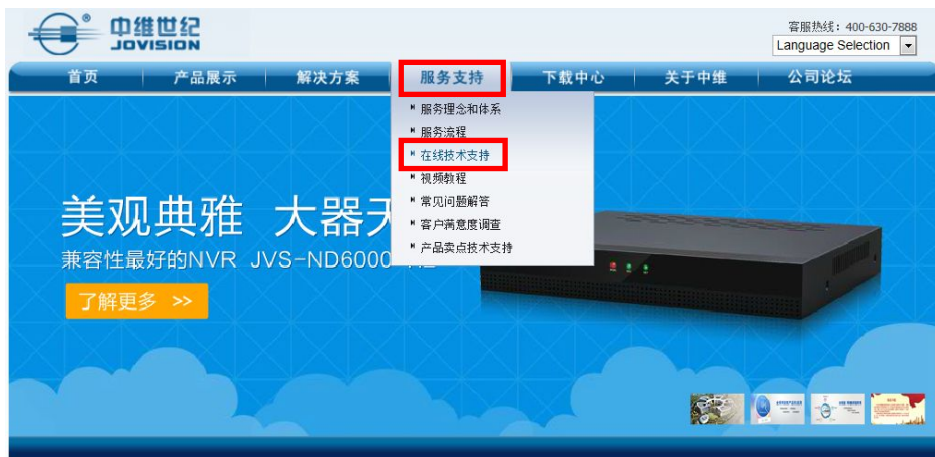 中维世纪
JOVISION
客服热线：400-630-7888
Language Selection
首页 产品展示 解决方案 服务支持 下载中心 关于中维 公司论坛
服务理念和体系
服务流程
在线技术支持
视频教程
常见问题解答
客户满意度调查
产品卖点技术支持
美观典雅 大器天
兼容性最好的NVR JVS-ND6000
了解更多 >>